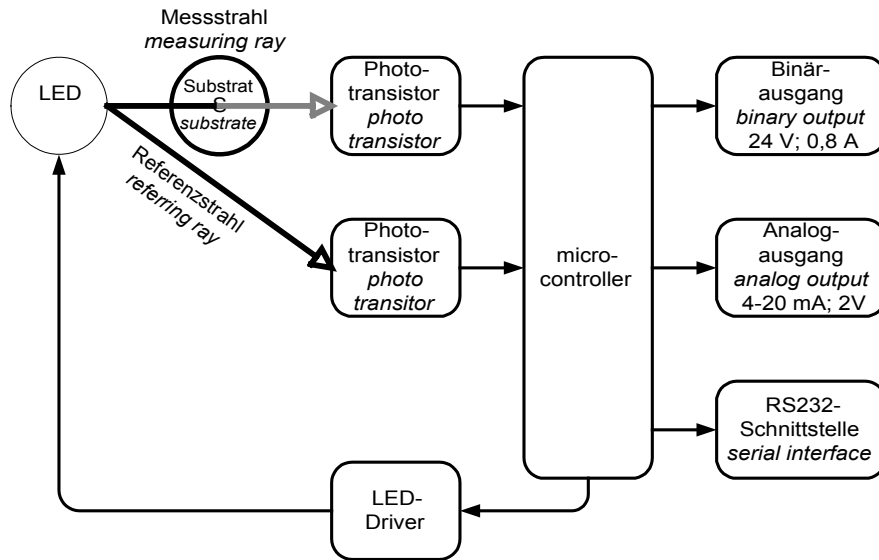 Messstrahl
measuring ray
LED
Substrat
C
substrate
Photo-
transistor
photo
transistor
Binär-
ausgang
binary output
24 V; 0,8 A
Referenzstrahl
referring ray
Photo-
transistor
photo
transitor
micro-
controller
Analog-
ausgang
analog output
4-20 mA; 2V
RS232-
Schnittstelle
serial interface
LED-
Driver